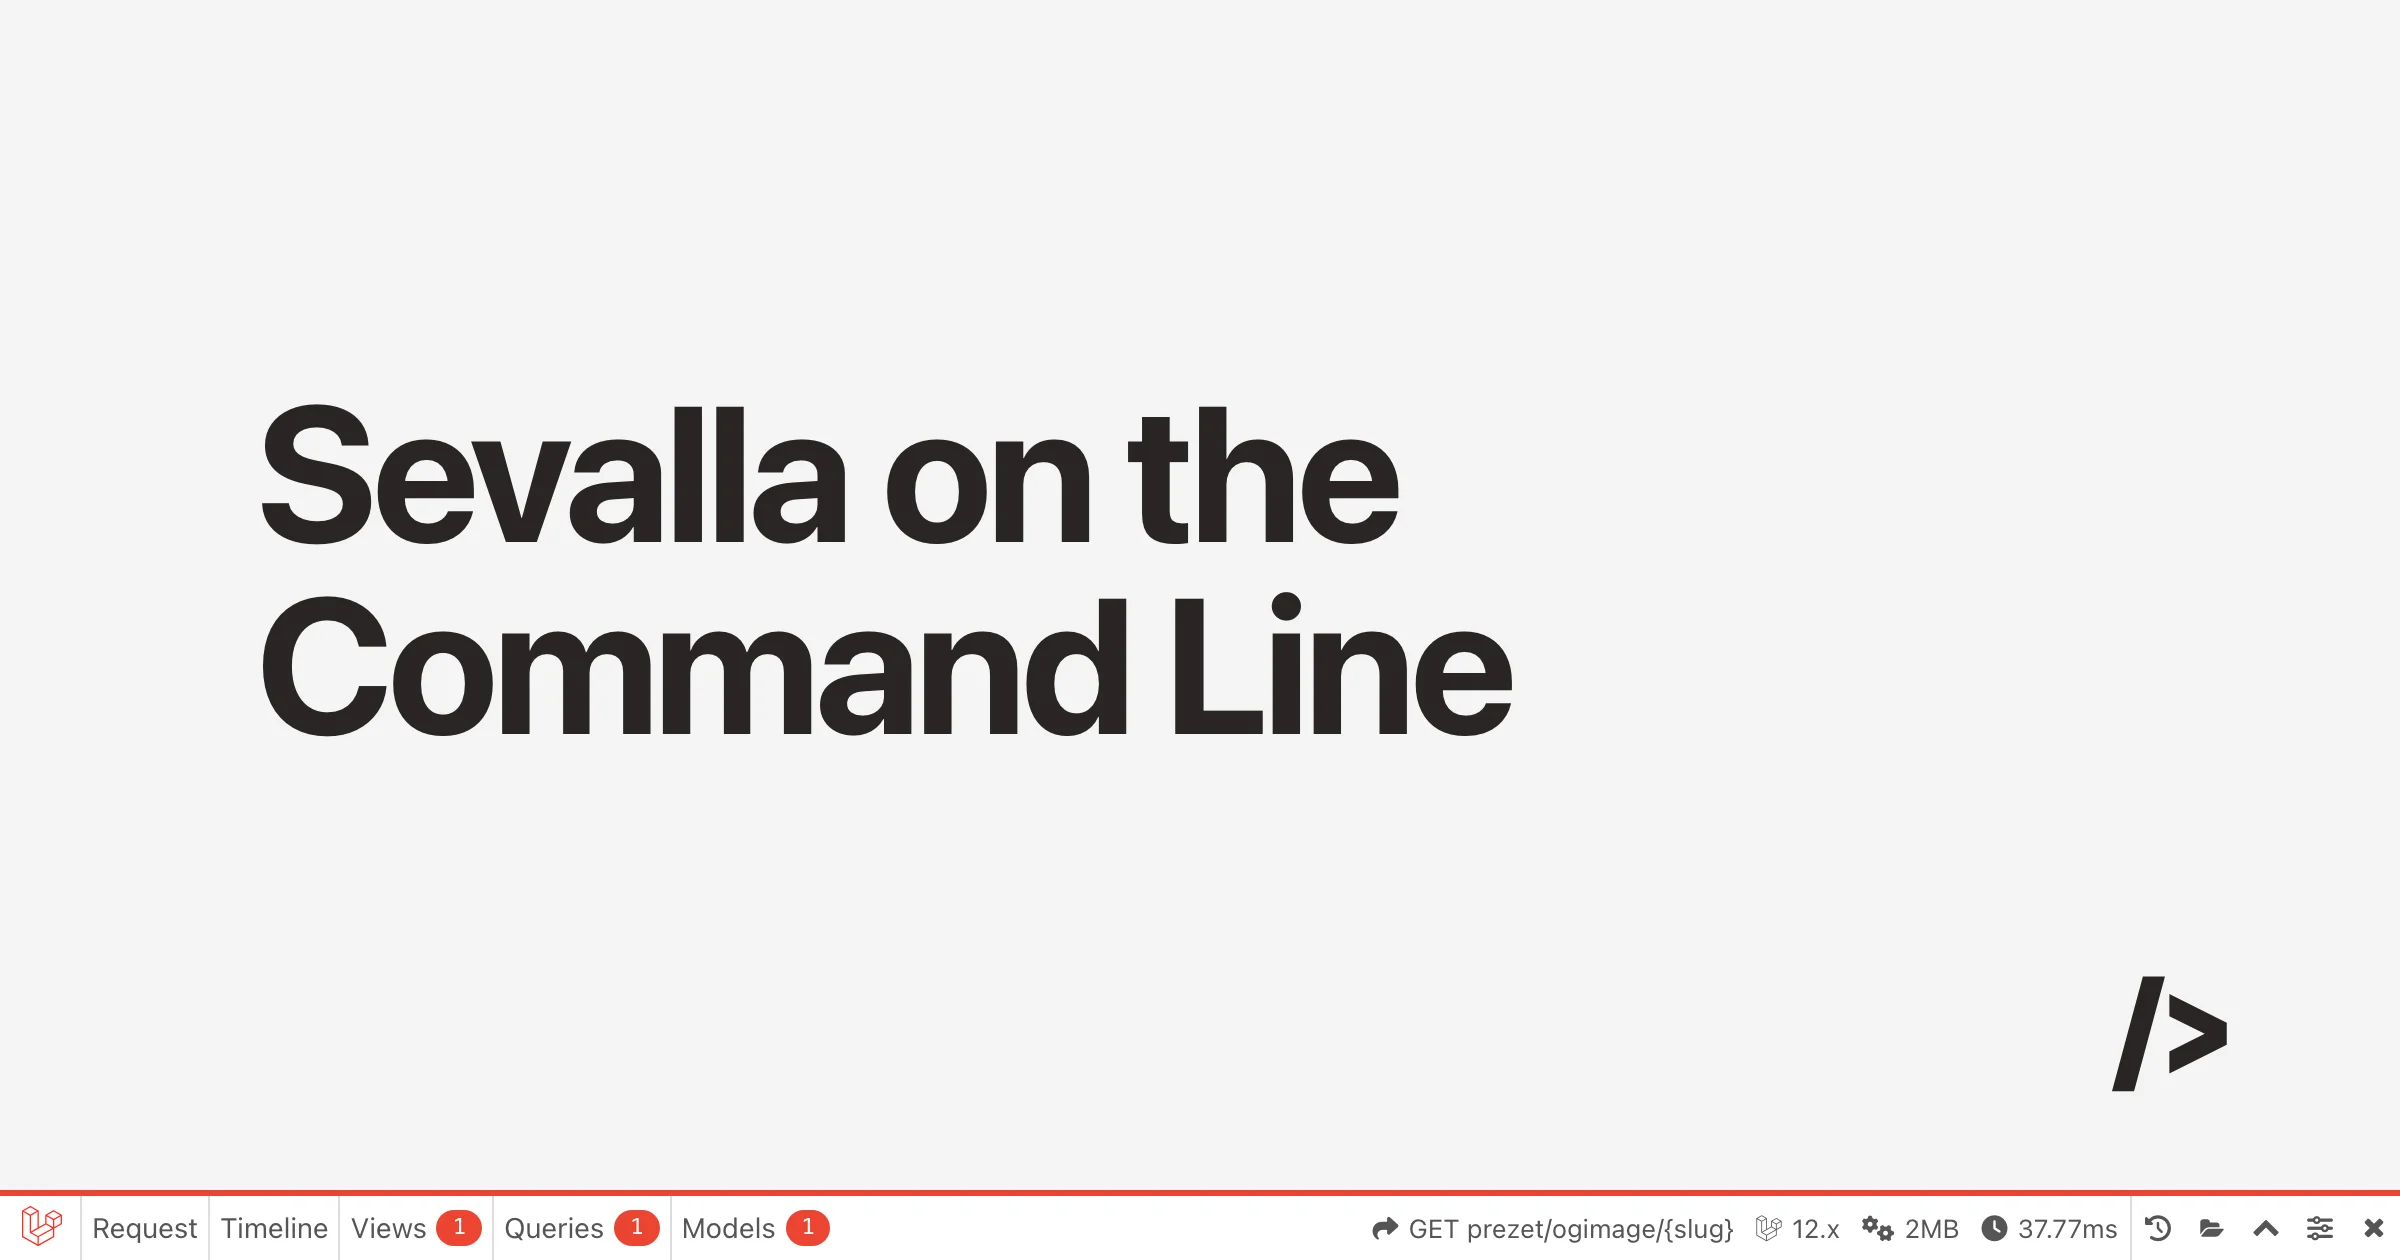 Sevalla on the
Command Line
/>
Request Timeline Views 1 Queries 1 Models 1 GET prezet/ogimage/{slug} 12.x 2MB 37.77ms